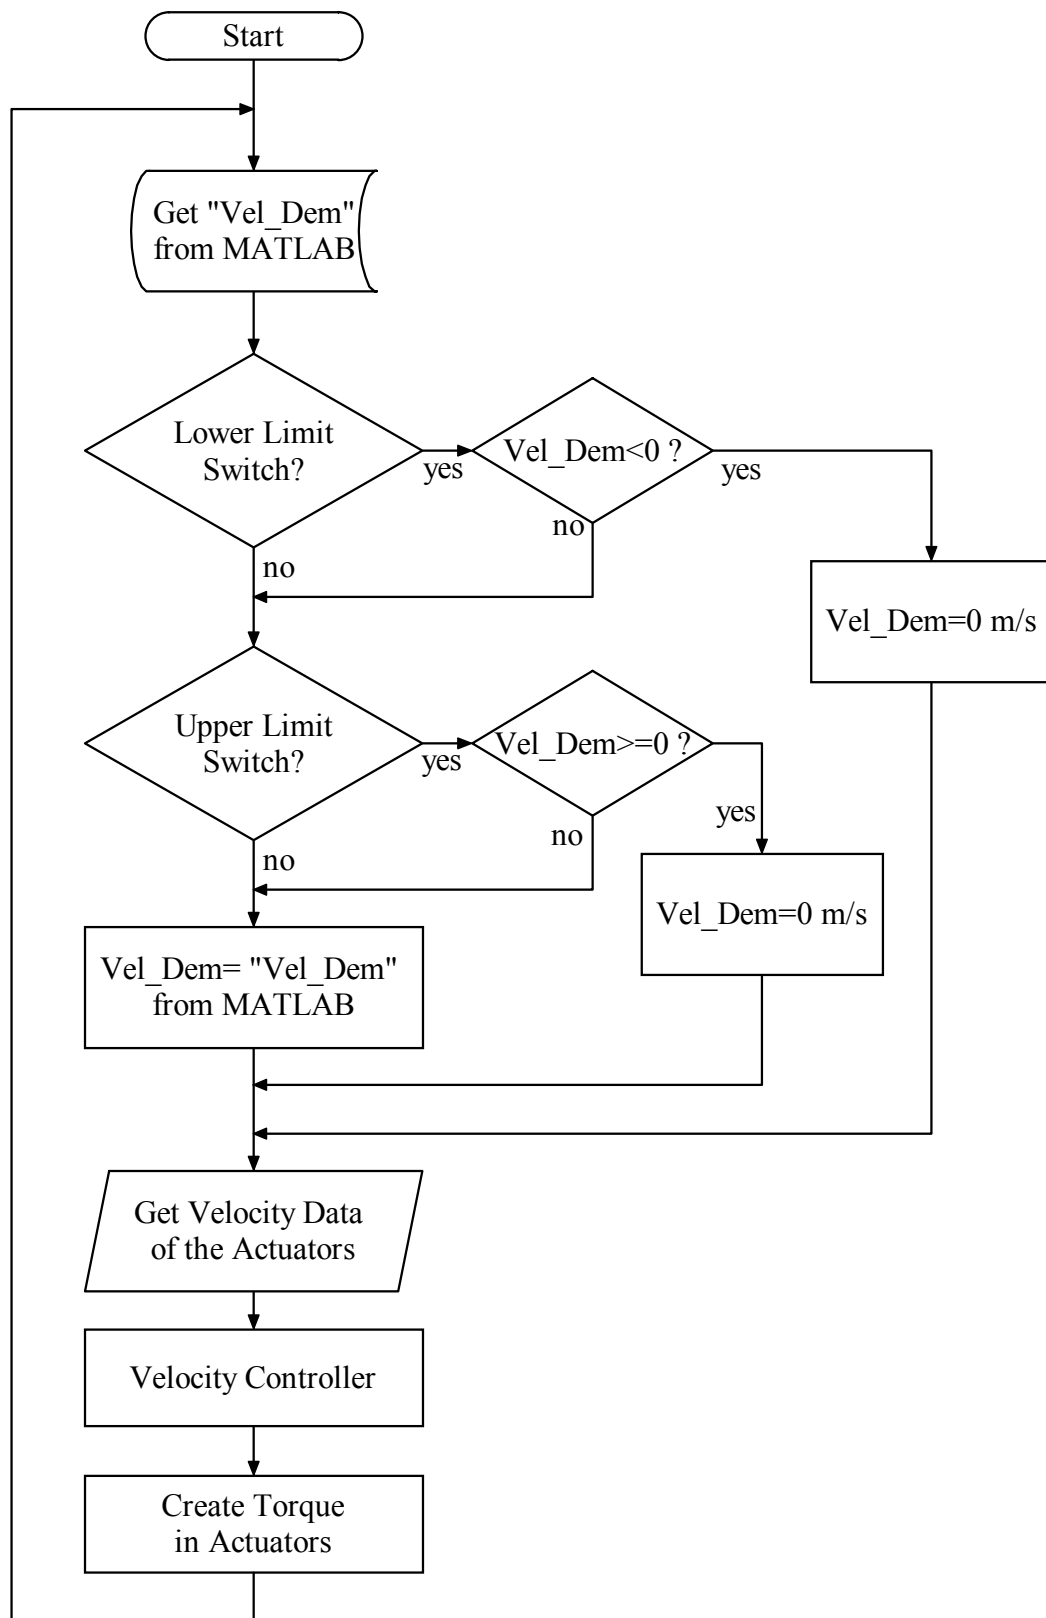 Start
Get "Vel_Dem"
from MATLAB
Lower Limit
Switch?
yes
Vel_Dem<0 ?
yes
no
no
Vel_Dem=0 m/s
Upper Limit
Switch?
yes
Vel_Dem>=0 ?
yes
no
no
Vel_Dem=0 m/s
Vel_Dem= "Vel_Dem"
from MATLAB
Get Velocity Data
of the Actuators
Velocity Controller
Create Torque
in Actuators